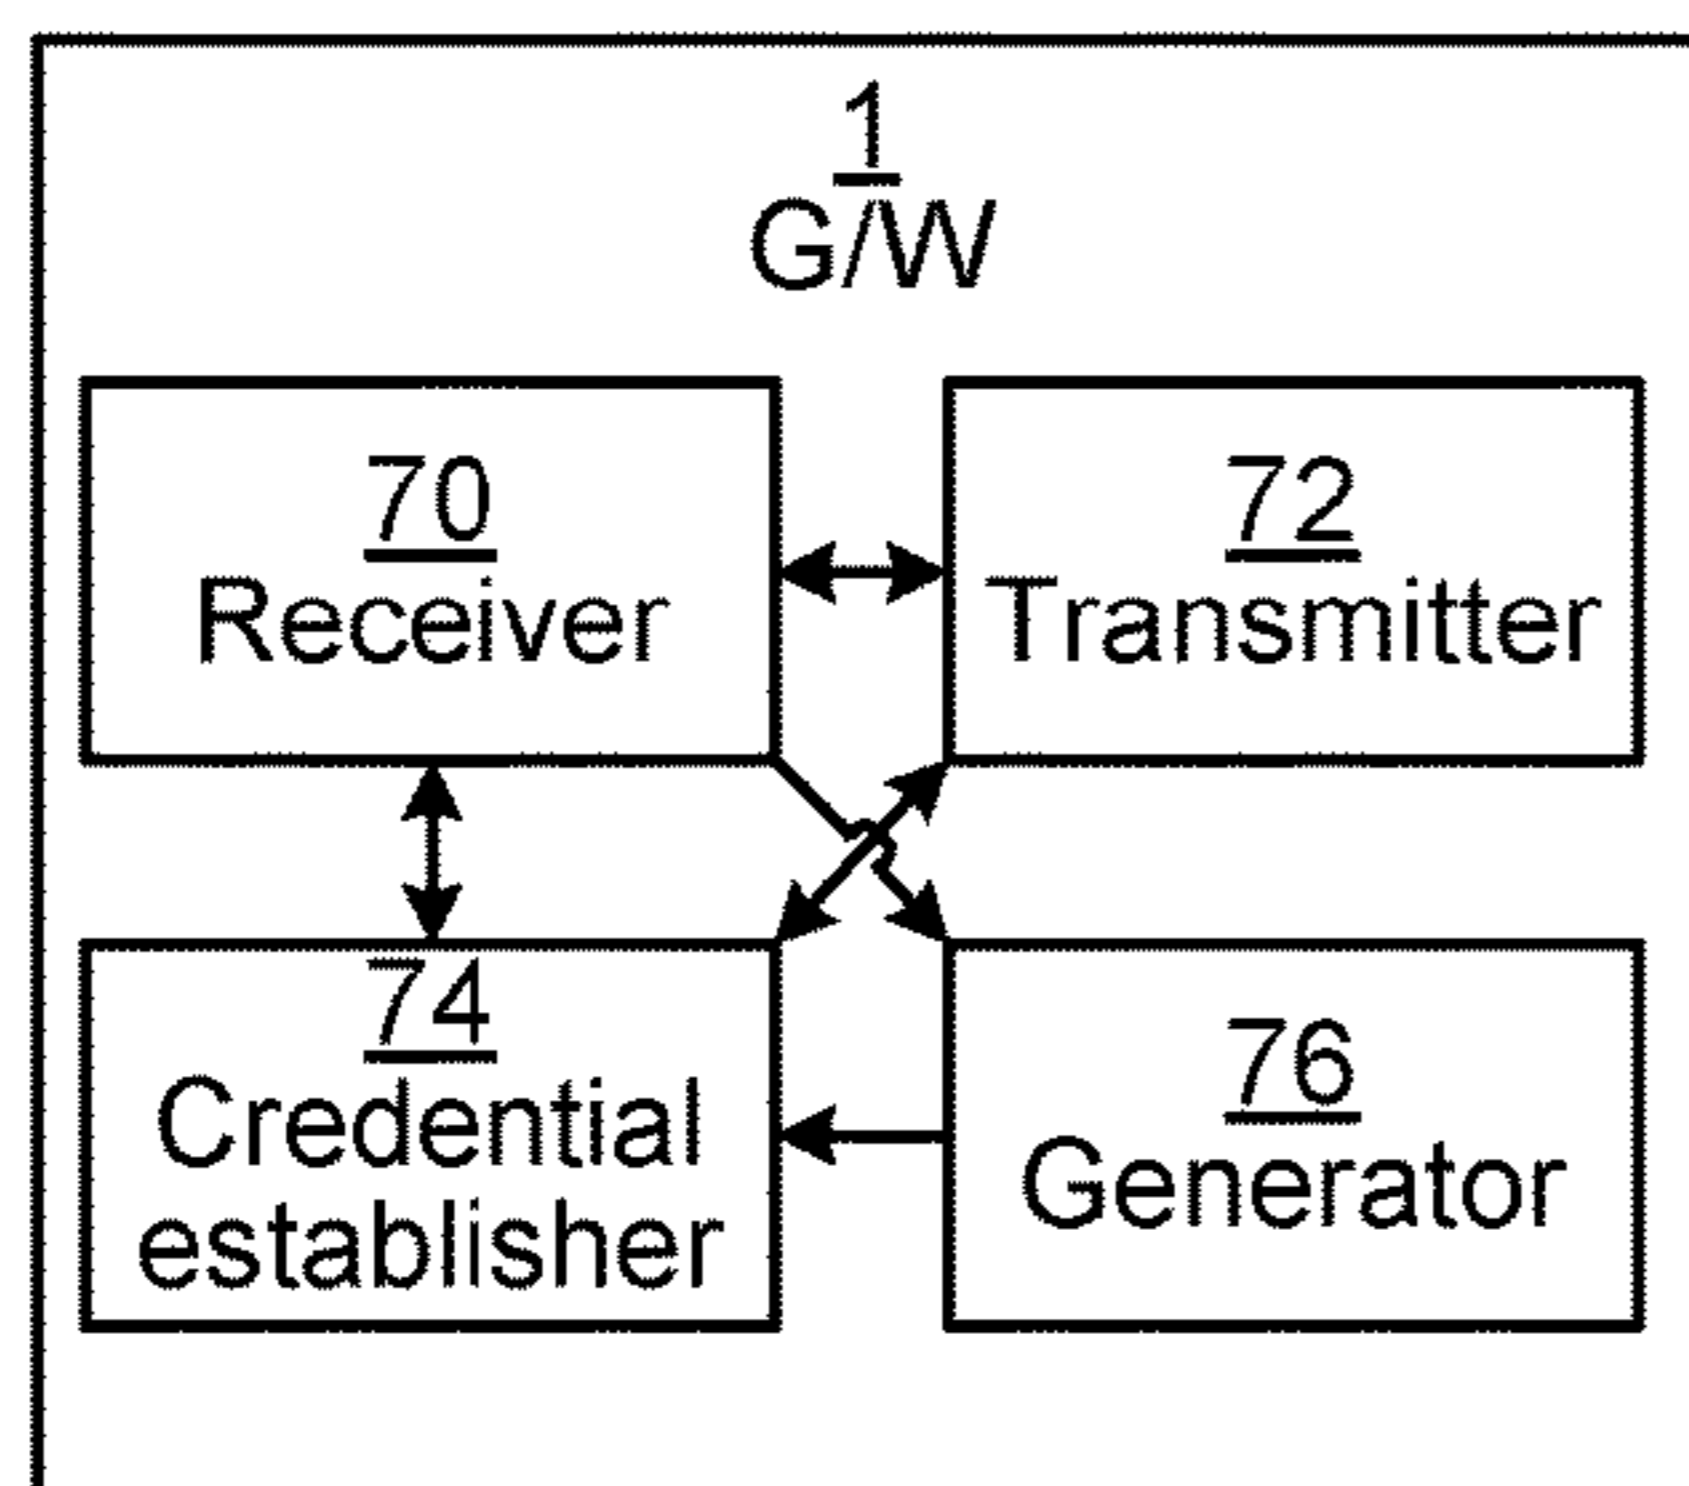 1
G/W
70
Receiver
72
Transmitter
74
Credential
establisher
76
Generator